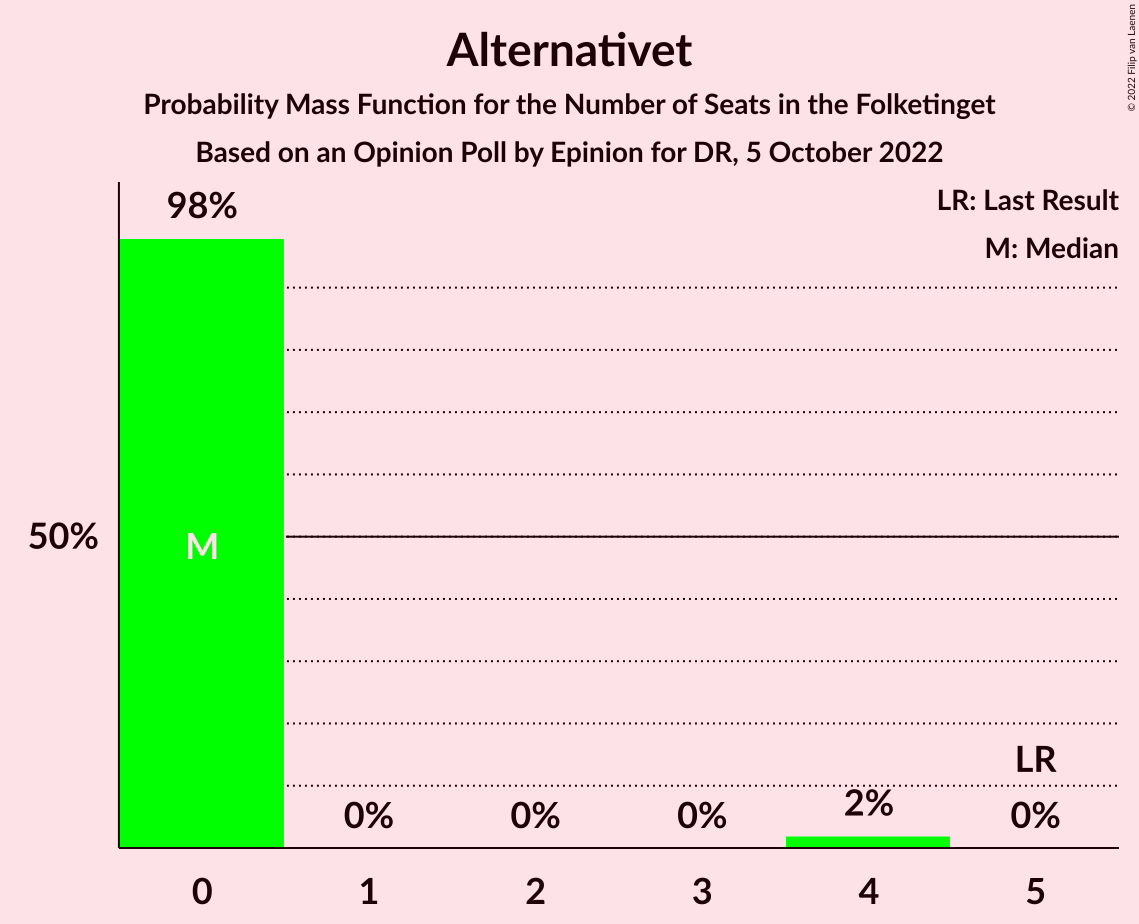 Alternativet
Probability Mass Function for the Number of Seats in the Folketinget
Based on an Opinion Poll by Epinion for DR, 5 October 2022
© 2022 Filip van Laenen
LR: Last Result
M: Median
98%
50%
M
0%
0%
0%
2%
LR
0%
0
1
2
3
4
5